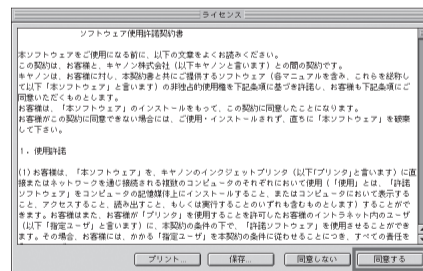 ライセンス
ソフトウェア使用許諾契約書
本ソフトウェアをご使用になる前に、以下の文章をよくお読みください。
この契約は、お客様と、キヤノン株式会社（以下キヤノンと言います）との間の契約です。
キヤノンは、お客様に対し、本契約書と共にご提供するソフトウェア（各マニュアルを含み、これらを総称し
て以下「本ソフトウェア」と言います）の非独占的使用権を下記条項に基づき許諾し、お客様も下記条項にご
同意いただくものとします。
お客様は、「本ソフトウェア」のインストールをもって、この契約に同意したことになります。
お客様がこの契約に同意できない場合には、ご使用・インストールされず、直ちに「本ソフトウェア」を破棄
して下さい。
1．使用許諾
(1) お客様は、「本ソフトウェア」を、キヤノンのインクジェットプリンタ（以下「プリンタ」と言います）に直
接またはネットワークを通じ接続される複数のコンピュータのそれぞれにおいて使用（「使用」とは、「許諾
ソフトウェア」をコンピュータの記憶媒体上にインストールすること、またはコンピュータにおいて表示する
こと、アクセスすること、読み出すこと、もしくは実行することのいずれも含むものとします）することがで
きます。お客様はまた、お客様が「プリンタ」を使用することを許可したお客様のイントラネット内のユーザ
（以下「指定ユーザ」と言います）に、本契約の条件の下で、「許諾ソフトウェア」を使用させることができ
ます。その場合、お客様には、かかる「指定ユーザ」を本契約の条件に従わせることにつき、すべての責任を
プリント... 保存... 同意しない 同意する